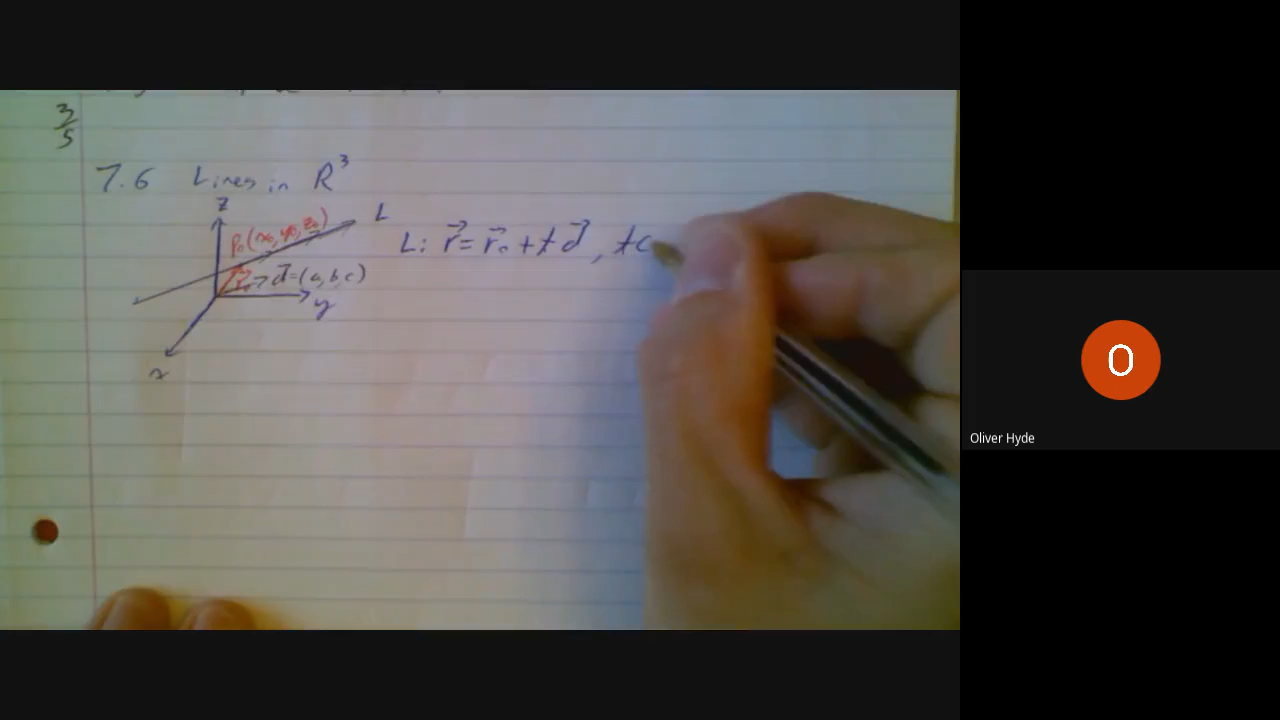 3/5
7.6 Lines in R³
z
L
P₀(x₀, y₀, z₀)
L: r⃗ = r⃗₀ + t d⃗, t
d⃗=(a,b,c)
y
x
O
Oliver Hyde